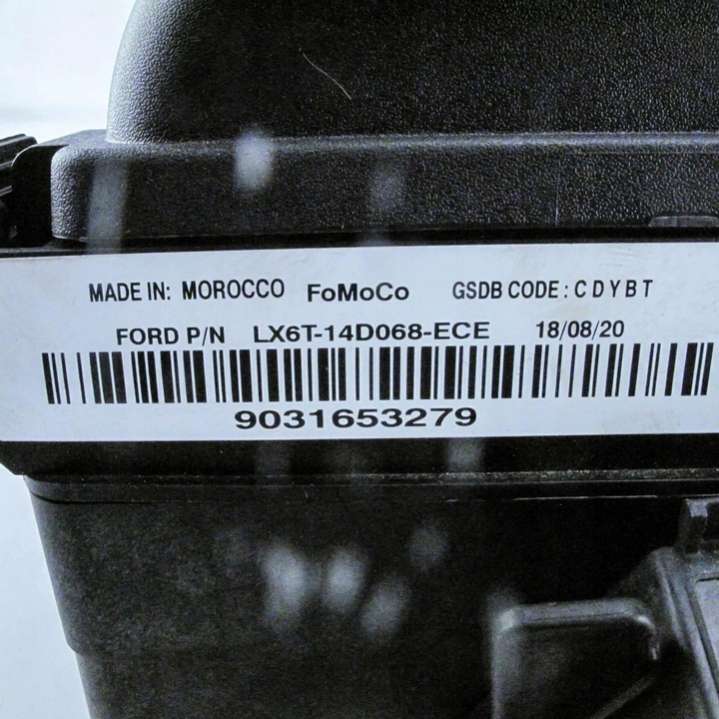 MADE IN: MOROCCO FoMoCo GSDB CODE : C D Y B T
FORD P/N LX6T-14D068-ECE 18/08/20
9031653279